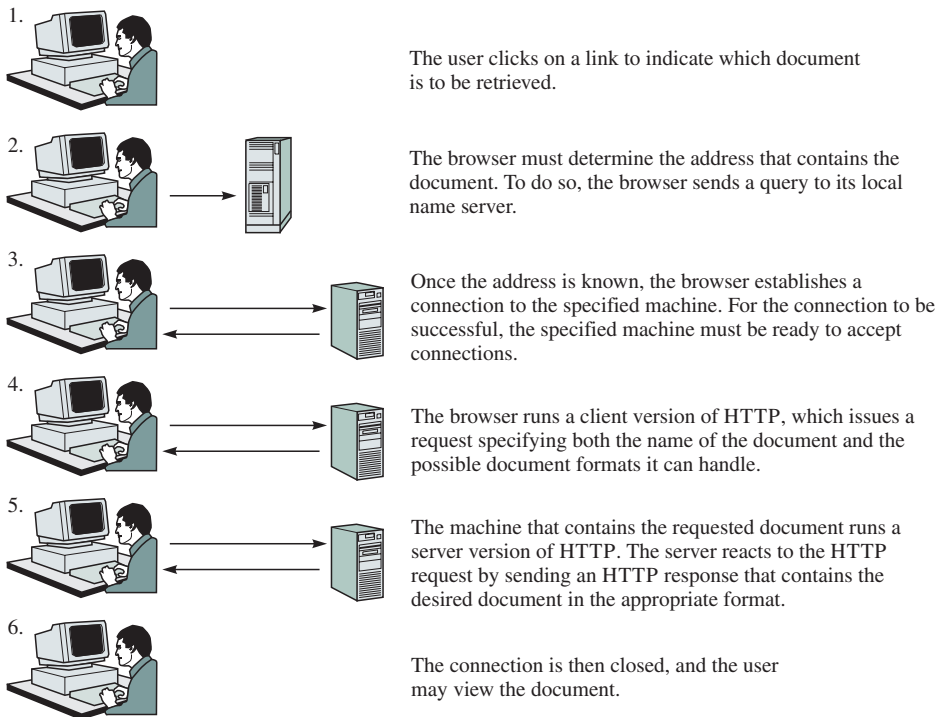 1.
The user clicks on a link to indicate which document
is to be retrieved.
2.
The browser must determine the address that contains the
document. To do so, the browser sends a query to its local
name server.
3.
Once the address is known, the browser establishes a
connection to the specified machine. For the connection to be
successful, the specified machine must be ready to accept
connections.
4.
The browser runs a client version of HTTP, which issues a
request specifying both the name of the document and the
possible document formats it can handle.
5.
The machine that contains the requested document runs a
server version of HTTP. The server reacts to the HTTP
request by sending an HTTP response that contains the
desired document in the appropriate format.
6.
The connection is then closed, and the user
may view the document.